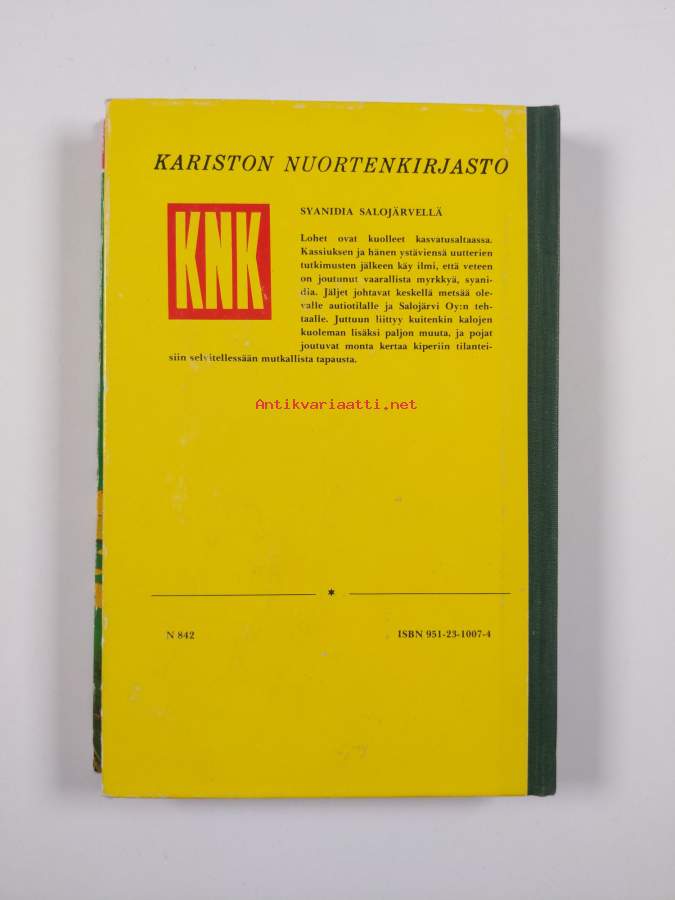 KARISTON NUORTENKIRJASTO
KNK
SYANIDIA SALOJÄRVELLÄ
Lohet ovat kuolleet kasvatusaltaassa.
Kassiuksen ja hänen ystäviensä uutterien
tutkimusten jälkeen käy ilmi, että veteen
on joutunut vaarallista myrkkyä, syani-
dia. Jäljet johtavat keskellä metsää ole-
valle autiotilalle ja Salojärvi Oy:n teh-
taalle. Juttuun liittyy kuitenkin kalojen
kuoleman lisäksi paljon muuta, ja pojat
joutuvat monta kertaa kiperiin tilantei-
siin selvitellessään mutkallista tapausta.
Antikvariaatti.net
*
N 842
ISBN 951-23-1007-4